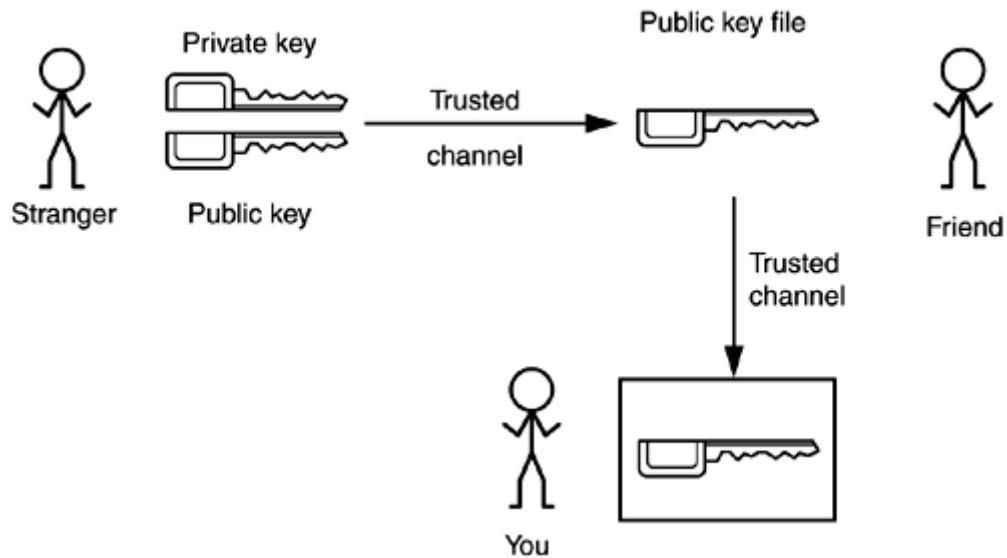 Private key
Public key file
Trusted
channel
Stranger
Public key
Friend
Trusted
channel
You